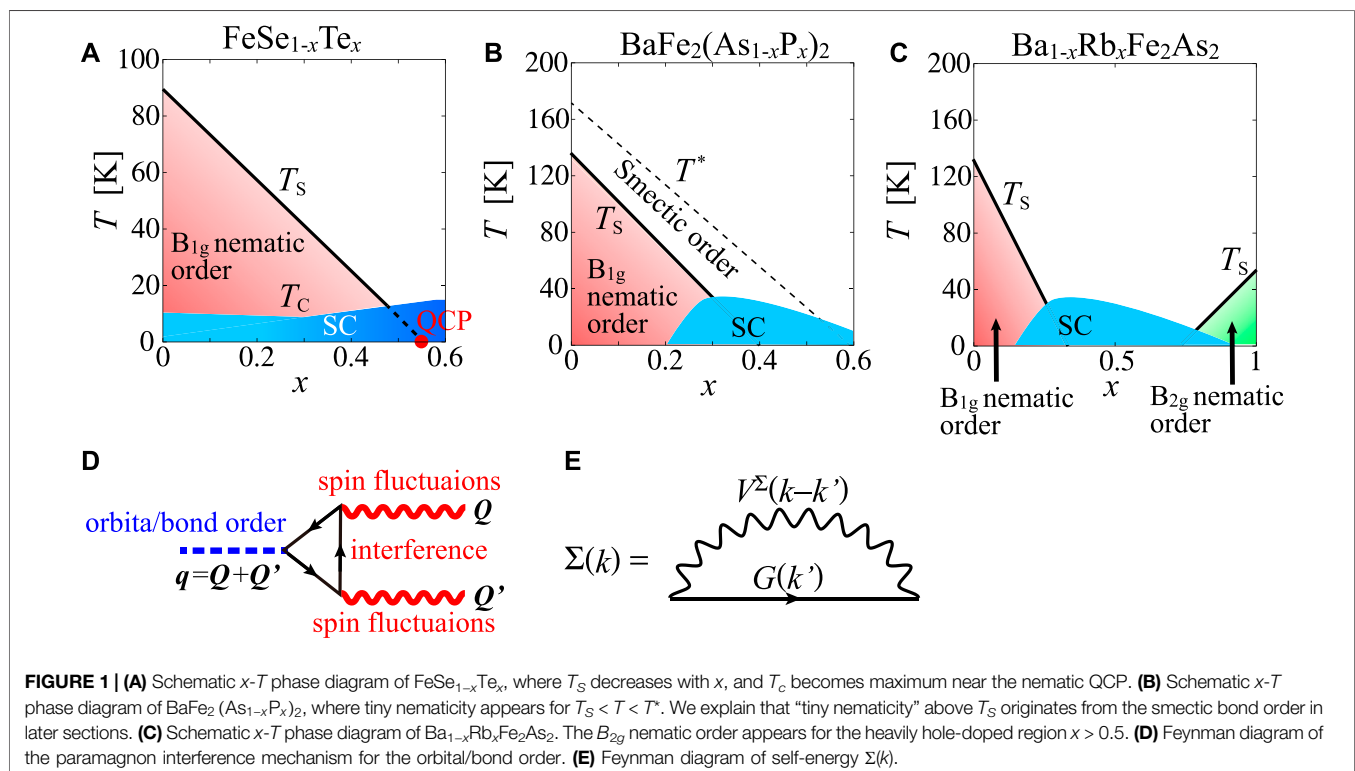 A
FeSe1-xTex
100
80
60
40
20
0
T [K]
TS
B1g nematic
order
TC
SC
QCP
0
0.2
0.4
0.6
x
B
BaFe2(As1-xPx)2
200
160
120
80
40
0
T [K]
T*
Smectic order
TS
B1g
nematic
order
SC
0
0.2
0.4
0.6
x
C
Ba1-xRbxFe2As2
200
160
120
80
40
0
T [K]
TS
TS
SC
0
0.5
1
x
B1g nematic
order
B2g nematic
order
D
spin fluctuaions
Q
orbita/bond order
interference
q=Q+Q’
Q’
spin fluctuaions
E
VΣ(k–k’)
Σ(k) =
G(k’)
FIGURE 1 | (A) Schematic x-T phase diagram of FeSe1−xTex, where TS decreases with x, and Tc becomes maximum near the nematic QCP. (B) Schematic x-T
phase diagram of BaFe2 (As1−xPx)2, where tiny nematicity appears for TS < T < T*. We explain that “tiny nematicity” above TS originates from the smectic bond order in
later sections. (C) Schematic x-T phase diagram of Ba1−xRbxFe2As2. The B2g nematic order appears for the heavily hole-doped region x > 0.5. (D) Feynman diagram of
the paramagnon interference mechanism for the orbital/bond order. (E) Feynman diagram of self-energy Σ(k).